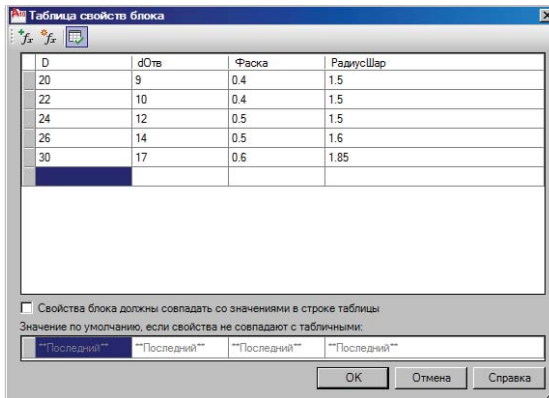 Таблица свойств блока
D dОтв Фаска РадиусШар
20 9 0.4 1.5
22 10 0.4 1.5
24 12 0.5 1.5
26 14 0.5 1.6
30 17 0.6 1.85
Свойства блока должны совпадать со значениями в строке таблицы
Значение по умолчанию, если свойства не совпадают с табличными:
**Последний** **Последний** **Последний** **Последний**
OK Отмена Справка